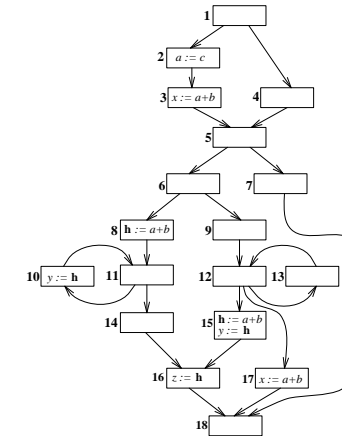 1
2 a := c
3 x := a+b 4
5
6 7
8 h := a+b 9
10 y := h 11 12 13
14 15 h := a+b
y := h
16 z := h 17 x := a+b
18